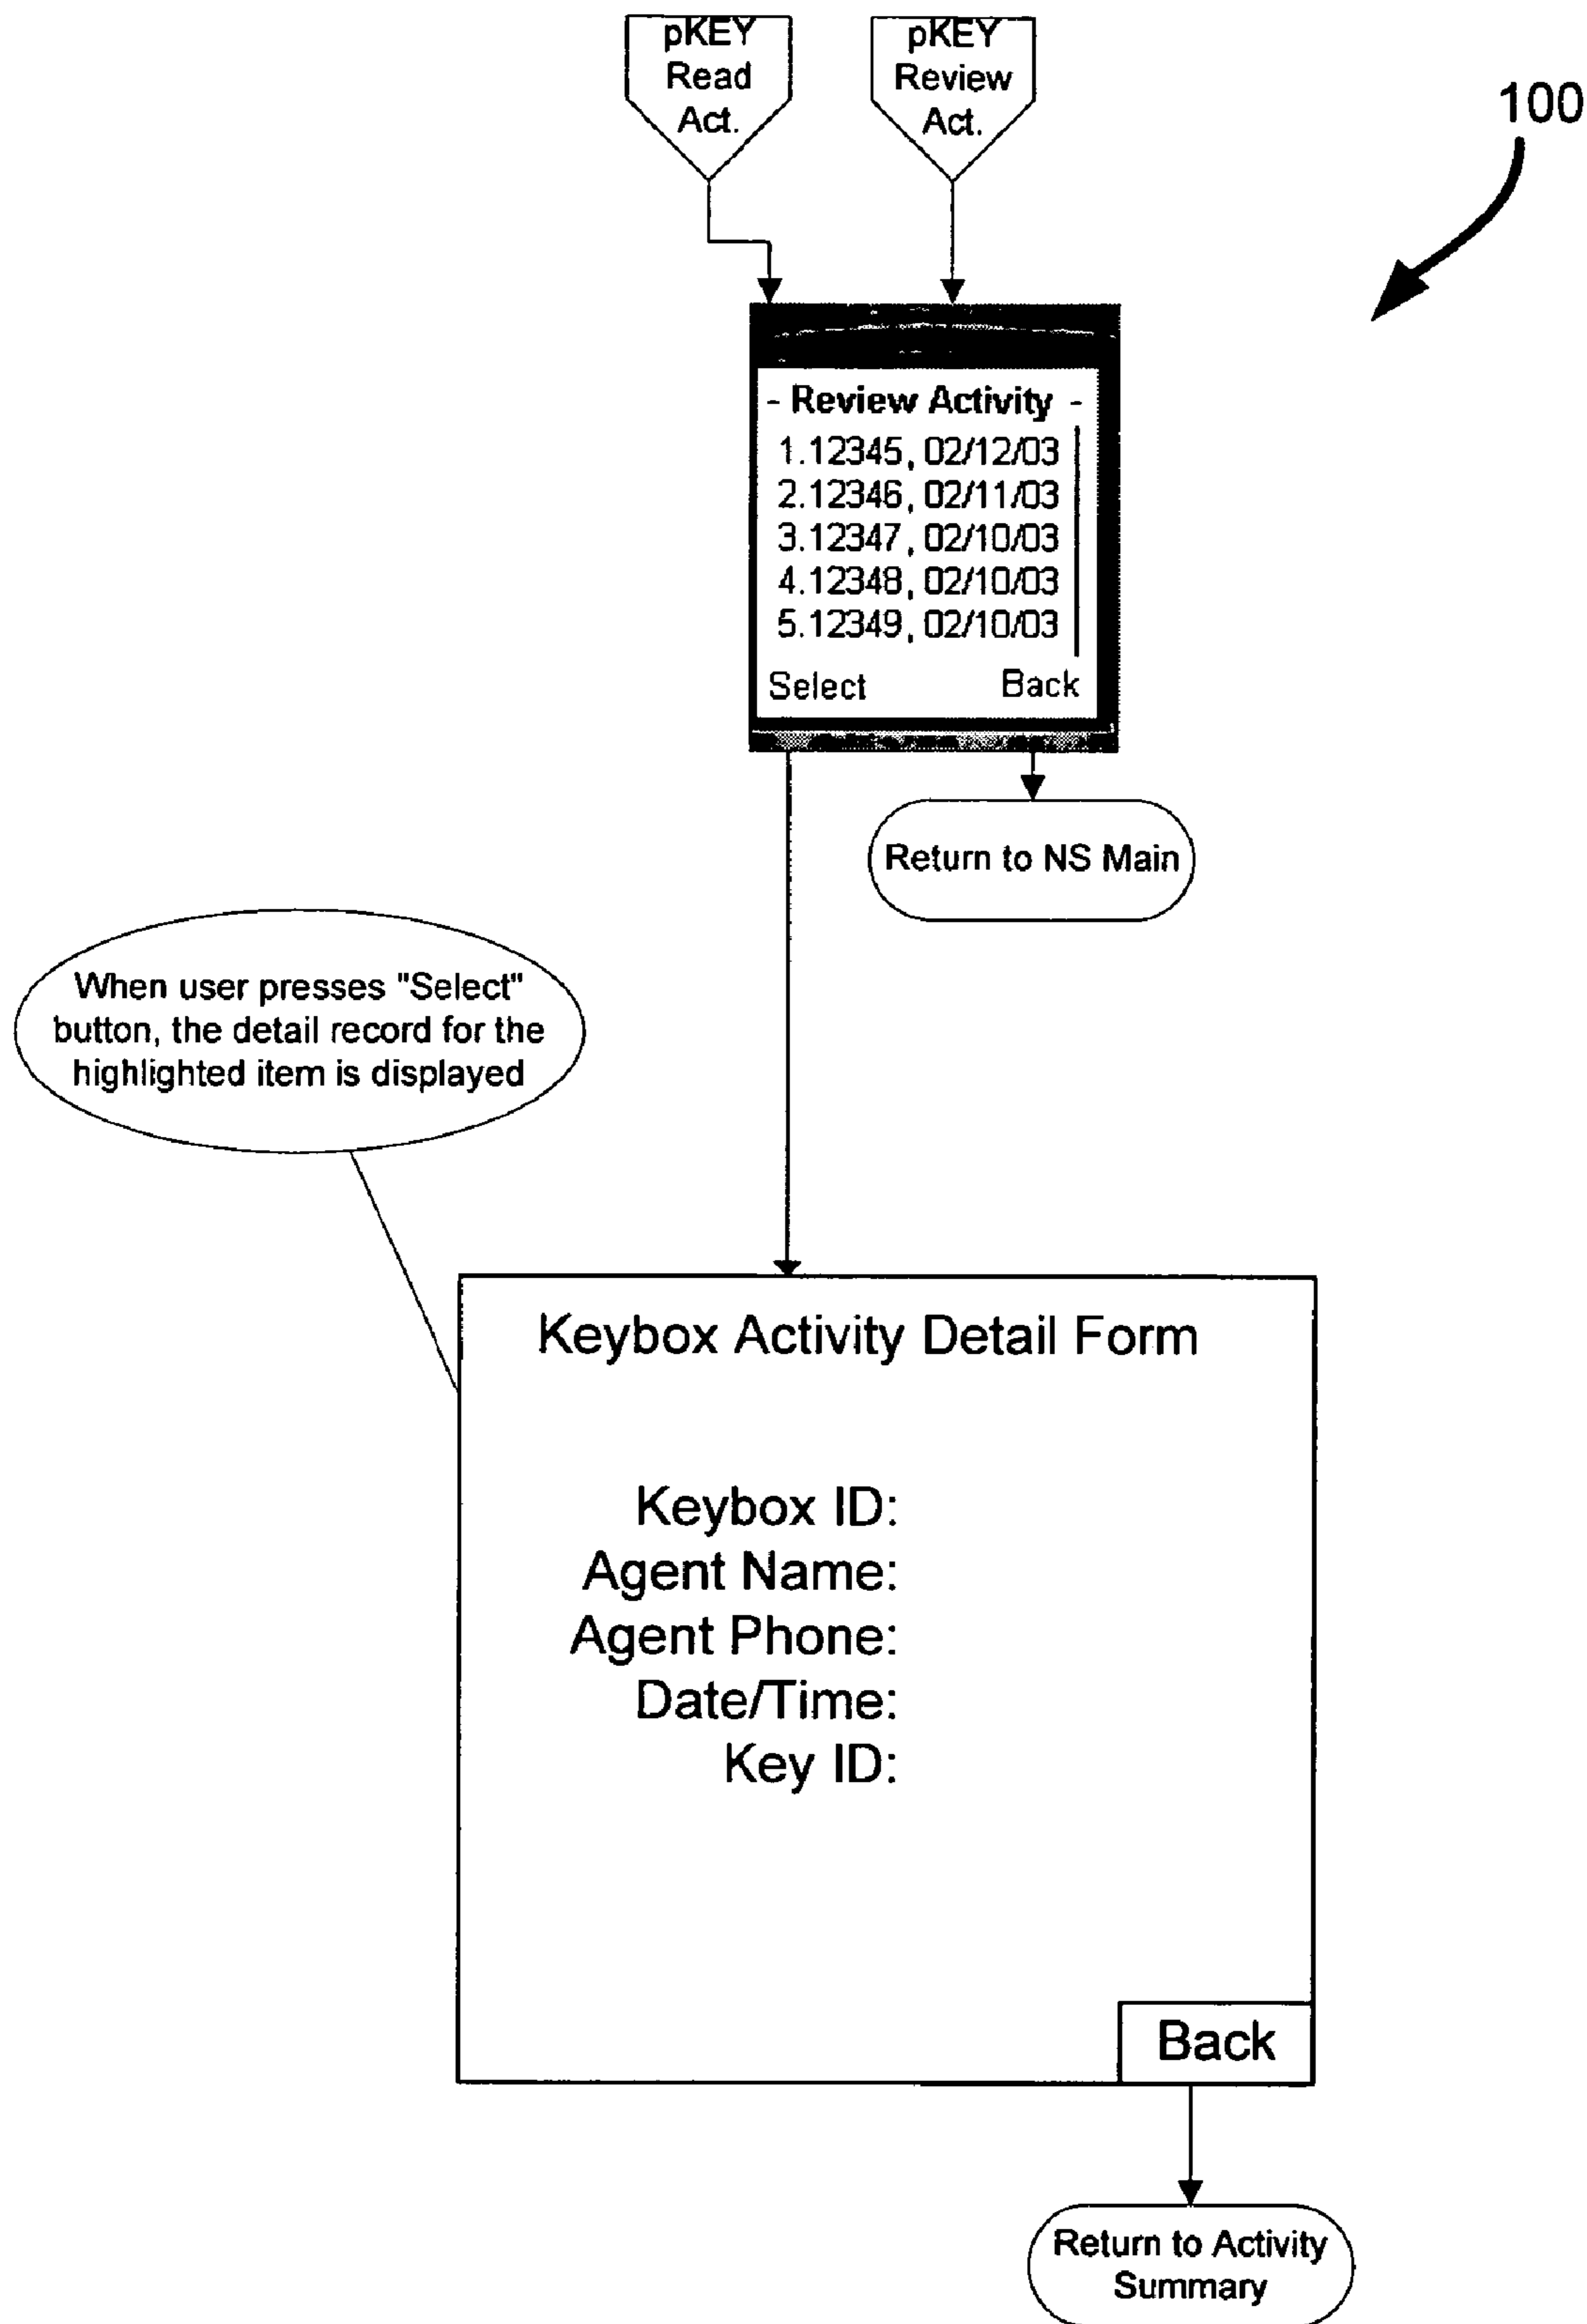 pKEY
Read
Act.
pKEY
Review
Act.
100
- Review Activity -
1.12345, 02/12/03
2.12346, 02/11/03
3.12347, 02/10/03
4.12348, 02/10/03
5.12349, 02/10/03
Select Back
Return to NS Main
When user presses "Select"
button, the detail record for the
highlighted item is displayed
Keybox Activity Detail Form
Keybox ID:
Agent Name:
Agent Phone:
Date/Time:
Key ID:
Back
Return to Activity
Summary